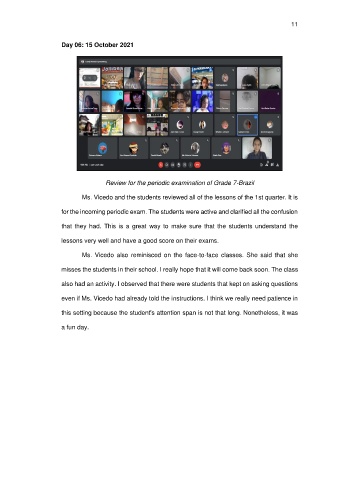 11
Day 06: 15 October 2021
Review for the periodic examination of Grade 7-Brazil
Ms. Vicedo and the students reviewed all of the lessons of the 1st quarter. It is
for the incoming periodic exam. The students were active and clarified all the confusion
that they had. This is a great way to make sure that the students understand the
lessons very well and have a good score on their exams.
Ms. Vicedo also reminisced on the face-to-face classes. She said that she
misses the students in their school. I really hope that it will come back soon. The class
also had an activity. I observed that there were students that kept on asking questions
even if Ms. Vicedo had already told the instructions. I think we really need patience in
this setting because the student's attention span is not that long. Nonetheless, it was
a fun day.